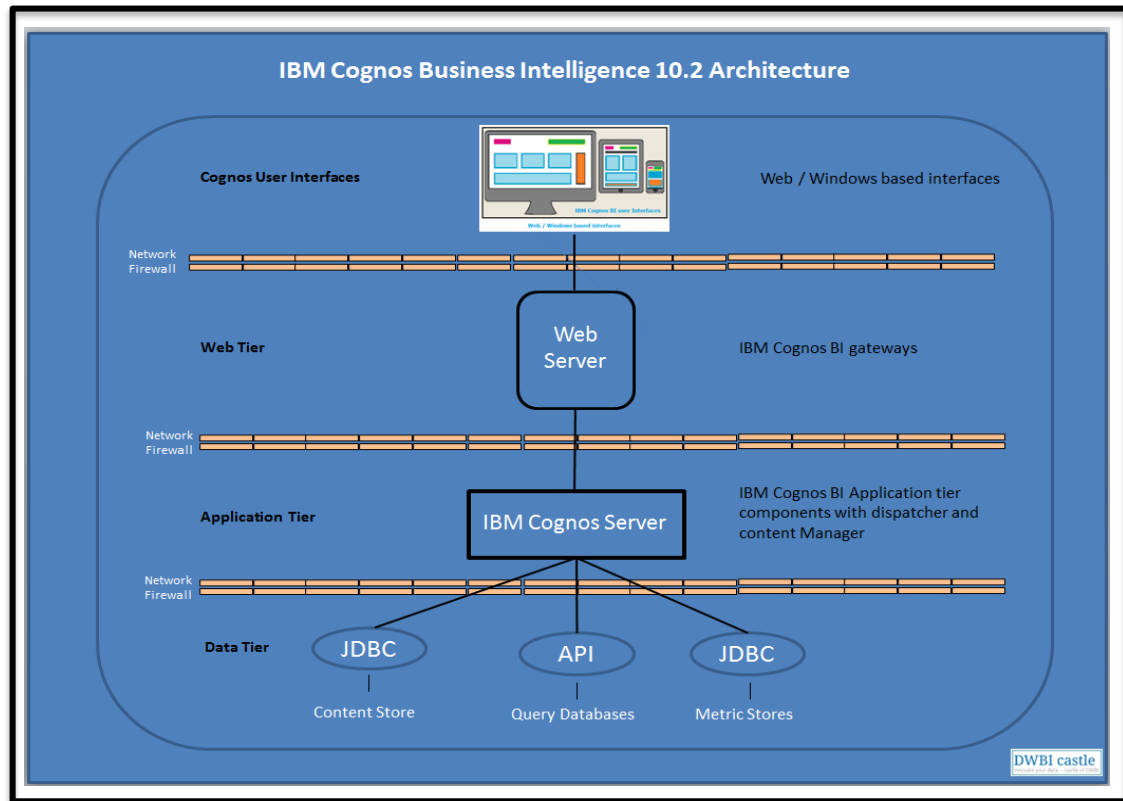 IBM Cognos Business Intelligence 10.2 Architecture
Cognos User Interfaces
IBM Cognos BI user Interfaces
Web / Windows based interfaces
Web / Windows based interfaces
Network
Firewall
Web Tier
Web
Server
IBM Cognos BI gateways
Network
Firewall
Application Tier
IBM Cognos Server
IBM Cognos BI Application tier
components with dispatcher and
content Manager
Network
Firewall
Data Tier
JDBC
API
JDBC
Content Store
Query Databases
Metric Stores
DWBI castle